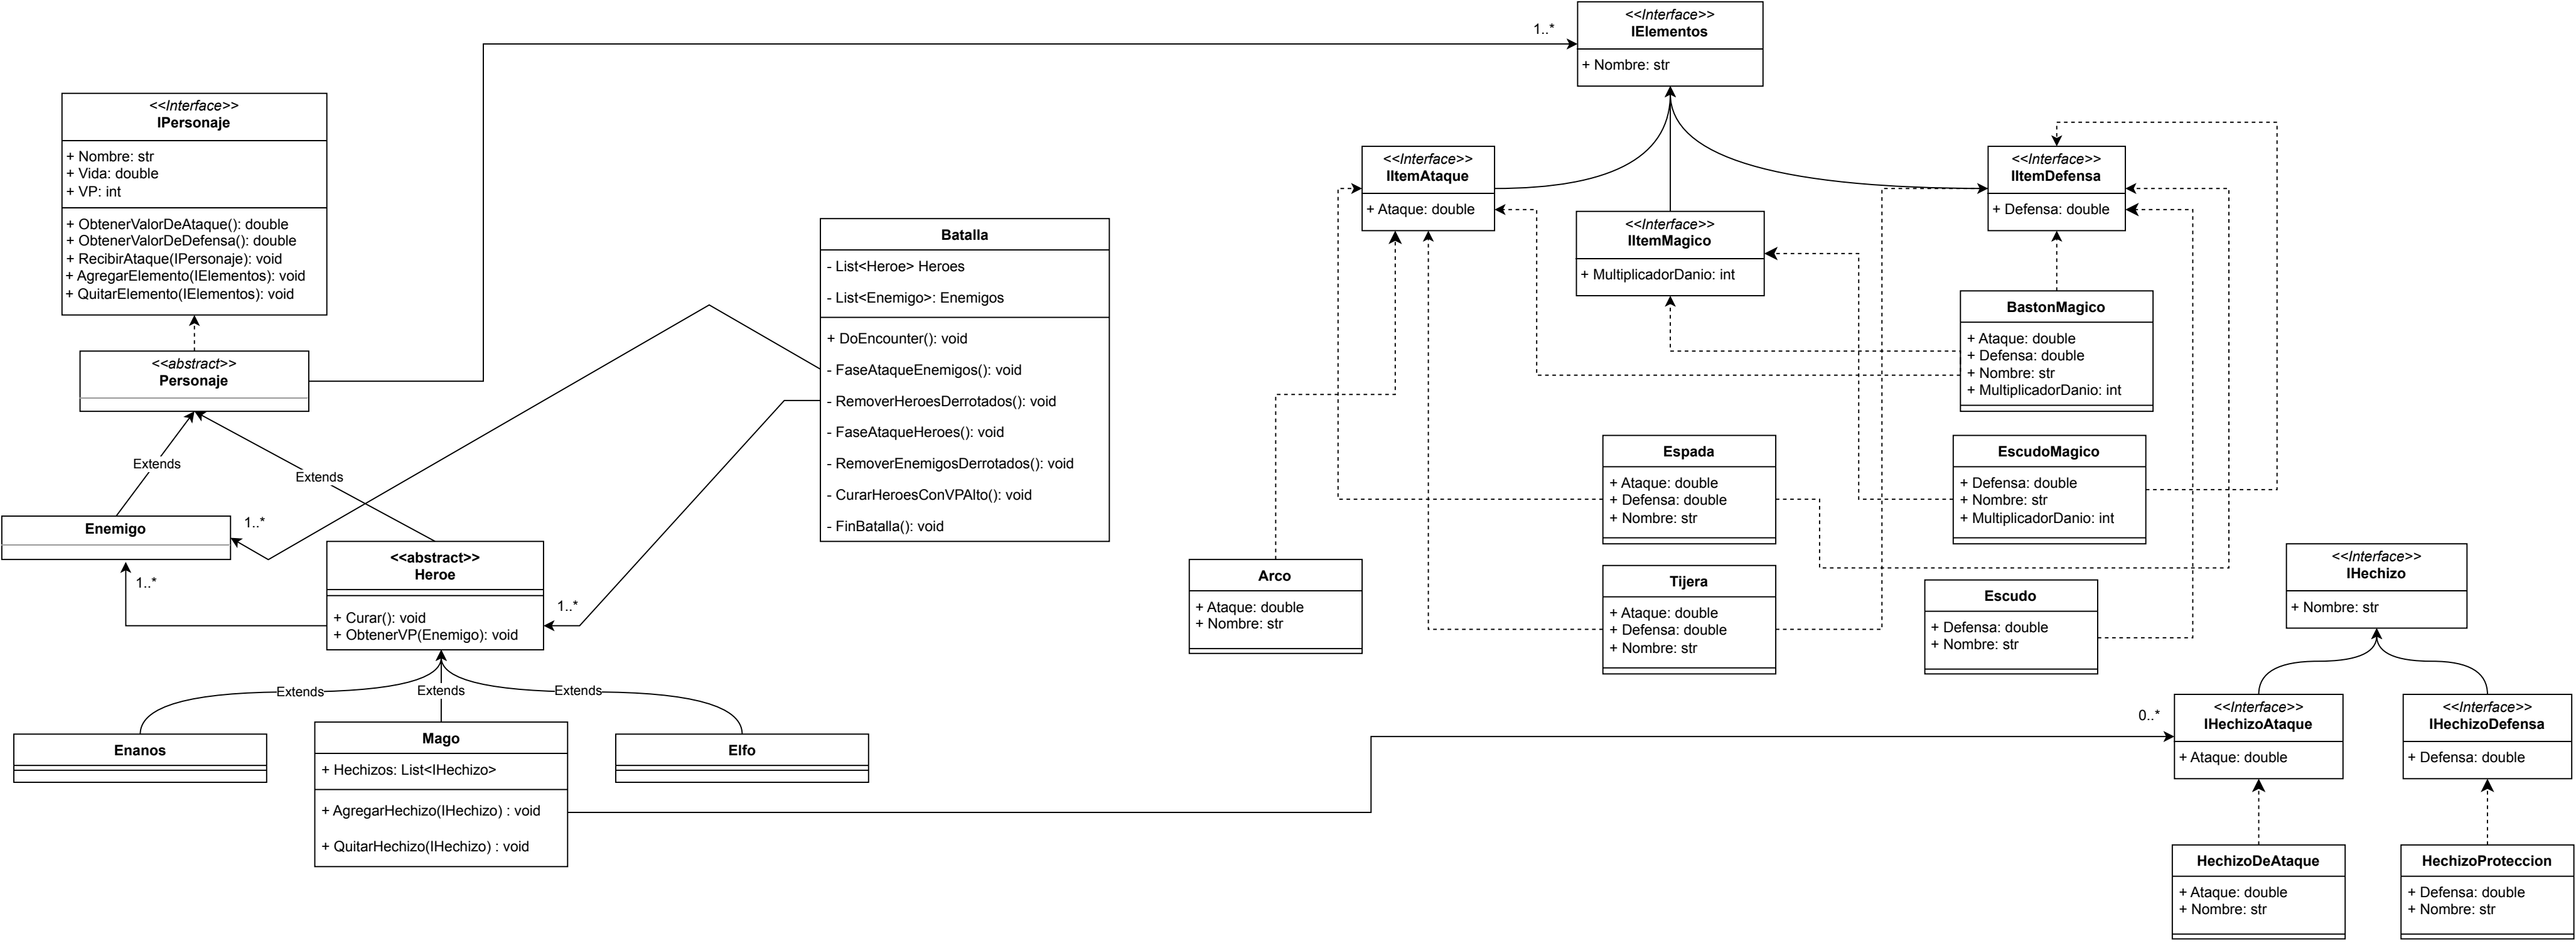 <<Interface>>
IElementos
+ Nombre: str
1..*
<<Interface>>
IPersonaje
+ Nombre: str
+ Vida: double
+ VP: int
+ ObtenerValorDeAtaque(): double
+ ObtenerValorDeDefensa(): double
+ RecibirAtaque(IPersonaje): void
+ AgregarElemento(IElementos): void
+ QuitarElemento(IElementos): void
<<abstract>>
Personaje
Extends
Extends
Enemigo
1..*
1..*
<<abstract>>
Heroe
+ Curar(): void
+ ObtenerVP(Enemigo): void
1..*
Extends
Extends
Extends
Enanos
Mago
+ Hechizos: List<IHechizo>
+ AgregarHechizo(IHechizo) : void
+ QuitarHechizo(IHechizo) : void
Elfo
Batalla
- List<Heroe> Heroes
- List<Enemigo>: Enemigos
+ DoEncounter(): void
- FaseAtaqueEnemigos(): void
- RemoverHeroesDerrotados(): void
- FaseAtaqueHeroes(): void
- RemoverEnemigosDerrotados(): void
- CurarHeroesConVPAlto(): void
- FinBatalla(): void
<<Interface>>
IItemAtaque
+ Ataque: double
<<Interface>>
IItemMagico
+ MultiplicadorDanio: int
<<Interface>>
IItemDefensa
+ Defensa: double
BastonMagico
+ Ataque: double
+ Defensa: double
+ Nombre: str
+ MultiplicadorDanio: int
Espada
+ Ataque: double
+ Defensa: double
+ Nombre: str
EscudoMagico
+ Defensa: double
+ Nombre: str
+ MultiplicadorDanio: int
Arco
+ Ataque: double
+ Nombre: str
Tijera
+ Ataque: double
+ Defensa: double
+ Nombre: str
Escudo
+ Defensa: double
+ Nombre: str
<<Interface>>
IHechizo
+ Nombre: str
0..*
<<Interface>>
IHechizoAtaque
+ Ataque: double
<<Interface>>
IHechizoDefensa
+ Defensa: double
HechizoDeAtaque
+ Ataque: double
+ Nombre: str
HechizoProteccion
+ Defensa: double
+ Nombre: str